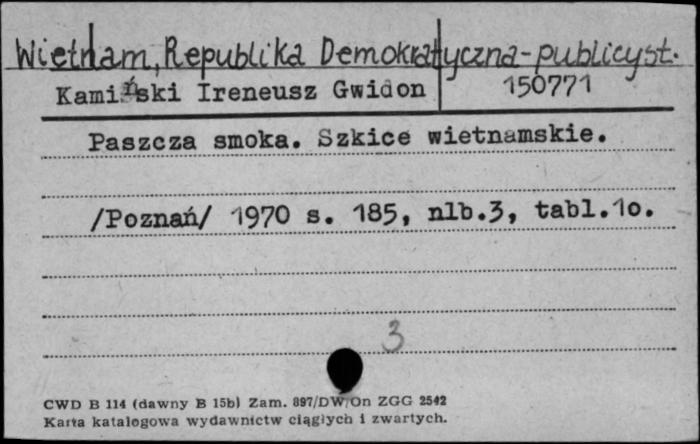 Wietnam, Republika Demokratyczna - publicyst.
Kamiński Ireneusz Gwidon 150771
Paszcza smoka. Szkice wietnamskie.
/Poznań/ 1970 s. 185, nlb.3, tabl.1o.
3
CWD B 114 (dawny B 15b) Zam. 897/DW/On ZGG 2542
Karta katalogowa wydawnictw ciągłych i zwartych.